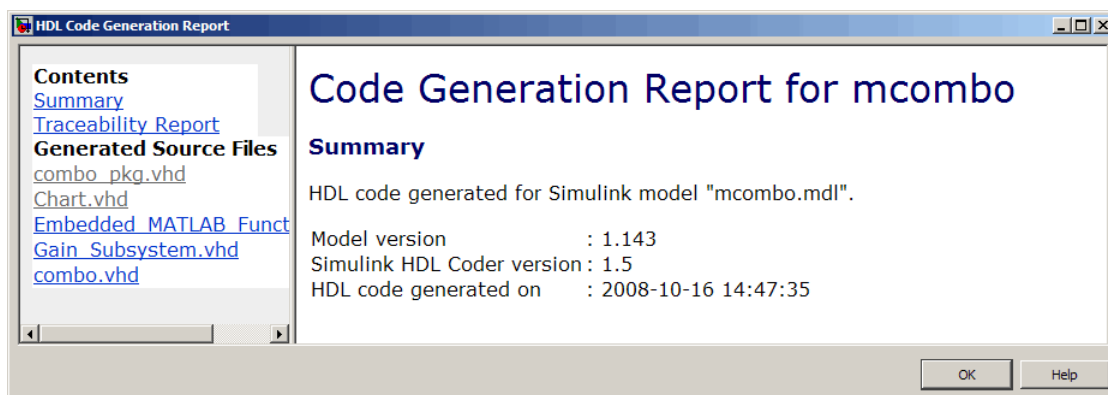 HDL Code Generation Report
Contents
Summary
Traceability Report
Generated Source Files
combo_pkg.vhd
Chart.vhd
Embedded_MATLAB_Funct
Gain_Subsystem.vhd
combo.vhd
Code Generation Report for mcombo
Summary
HDL code generated for Simulink model "mcombo.mdl".
Model version : 1.143
Simulink HDL Coder version : 1.5
HDL code generated on : 2008-10-16 14:47:35
OK
Help